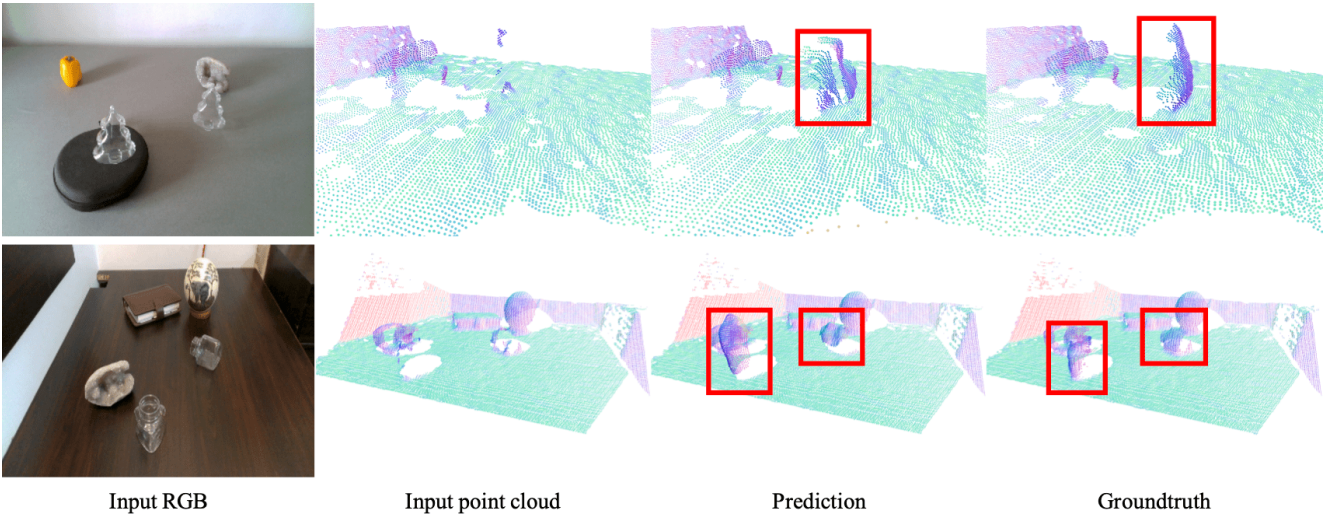 Input RGB
Input point cloud
Prediction
Groundtruth